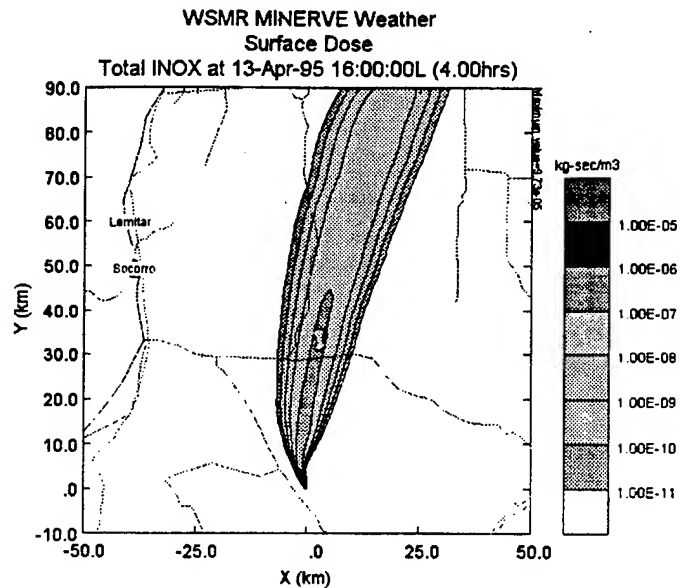 WSMR MINERVE Weather
Surface Dose
Total INOX at 13-Apr-95 16:00:00L (4.00hrs)
90.0
80.0
70.0
60.0
50.0
40.0
30.0
20.0
10.0
.0
-10.0
Y (km)
Lemitar
Socorro
-50.0
-25.0
.0
25.0
50.0
X (km)
kg-sec/m3
1.00E-05
1.00E-06
1.00E-07
1.00E-08
1.00E-09
1.00E-10
1.00E-11